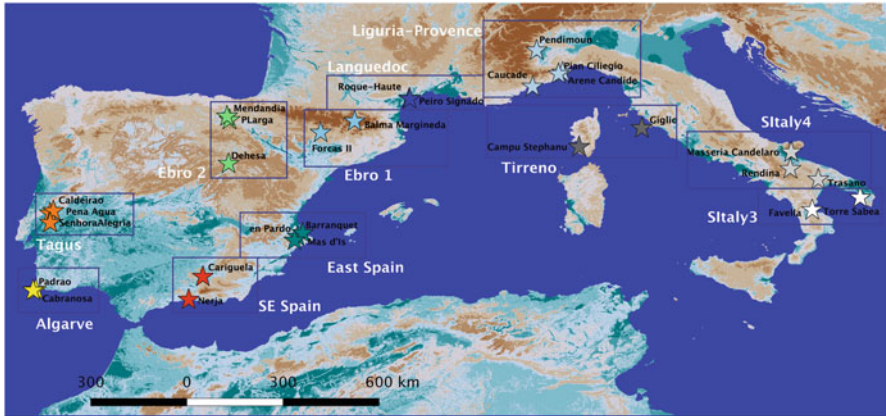 Liguria-Provence
Pendimoun
Languedoc
Pian Ciliegio
Caucade
Arene Candide
Roque-Haute
Peiro Signado
Mendandia
PLarga
Balma Margineda
Giglie
SItaly4
Forcas II
Campu Stephanu
Masseria Candelaro
Dehesa
Tirreno
Ebro 2
Ebro 1
Rendina
Trasano
Caldeirao
Pena Agua
SenhoraAlegria
Barranquet
en Pardo
Mas d'Is
SItaly3
Favella
Torre Sabea
Tagus
East Spain
Cariguela
Padrao
Cabranosa
Nerja
SE Spain
Algarve
300 0 300 600 km